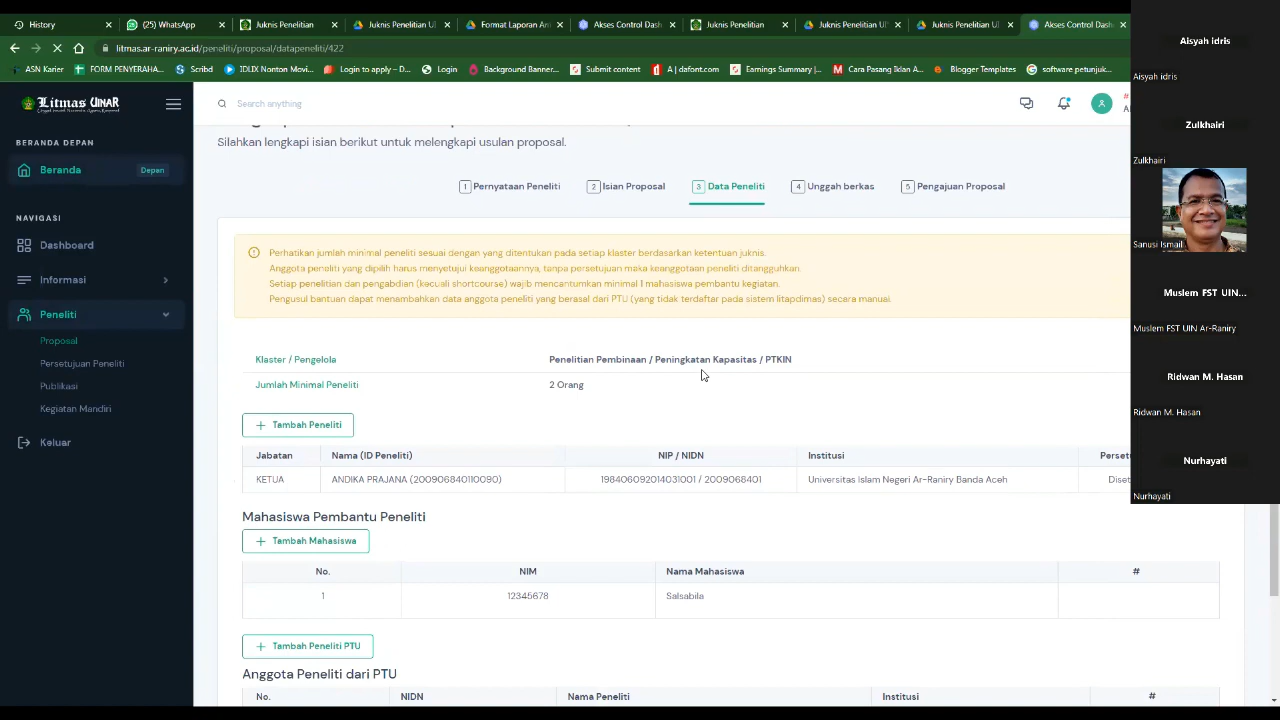 History
(25) WhatsApp
Juknis Penelitian
Juknis Penelitian U
Format Laporan A
Akses Control Dash
Juknis Penelitian
Juknis Penelitian U
Juknis Penelitian U
Akses Control Dash
litmas.ar-raniry.ac.id/peneliti/proposal/datapeneliti/422
ASN Karier
FORM PENYERAHA...
Scribd
IDLIX Nonton Movi...
Login to apply – D...
Login
Background Banner...
Submit content
A | dafont.com
Earnings Summary |...
Cara Pasang Iklan A...
Blogger Templates
software petunjuk...
Litmas UINAR
Search anything
BERANDA DEPAN
Beranda
Depan
NAVIGASI
Dashboard
Informasi
Peneliti
Proposal
Persetujuan Peneliti
Publikasi
Kegiatan Mandiri
Keluar
Silahkan lengkapi isian berikut untuk melengkapi usulan proposal.
1 Pernyataan Peneliti
2 Isian Proposal
3 Data Peneliti
4 Unggah berkas
5 Pengajuan Proposal
Perhatikan jumlah minimal peneliti sesuai dengan yang ditentukan pada setiap klaster berdasarkan ketentuan juknis.
Anggota peneliti yang dipilih harus menyetujui keanggotaannya, tanpa persetujuan maka keanggotaan peneliti ditangguhkan.
Setiap penelitian dan pengabdian (kecuali shortcourse) wajib mencantumkan minimal 1 mahasiswa pembantu kegiatan.
Pengusul bantuan dapat menambahkan data anggota peneliti yang berasal dari PTU (yang tidak terdaftar pada sistem litapdimas) secara manual.
Klaster / Pengelola
Penelitian Pembinaan / Peningkatan Kapasitas / PTKIN
Jumlah Minimal Peneliti
2 Orang
+ Tambah Peneliti
Jabatan
Nama (ID Peneliti)
NIP / NIDN
Institusi
Perset
KETUA
ANDIKA PRAJANA (200906840110090)
198406092014031001 / 2009068401
Universitas Islam Negeri Ar-Raniry Banda Aceh
Diset
Mahasiswa Pembantu Peneliti
+ Tambah Mahasiswa
No.
NIM
Nama Mahasiswa
#
1
12345678
Salsabila
+ Tambah Peneliti PTU
Anggota Peneliti dari PTU
No.
NIDN
Nama Peneliti
Institusi
#
Aisyah idris
Aisyah idris
Zulkhairi
Zulkhairi
Sanusi Ismail
Muslem FST UIN...
Muslem FST UIN Ar-Raniry
Ridwan M. Hasan
Ridwan M. Hasan
Nurhayati
Nurhayati